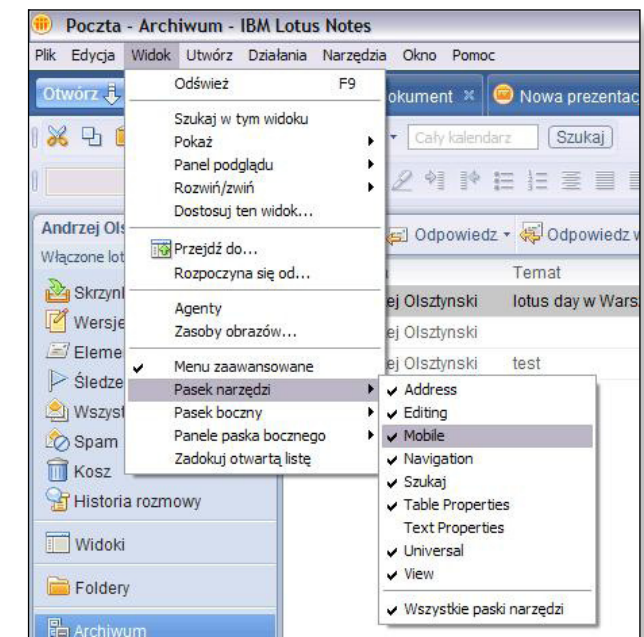 Poczta - Archiwum - IBM Lotus Notes
Plik Edycja Widok Utwórz Działania Narzędzia Okno Pomoc
Otwórz
okument
Nowa prezentac
Cały kalendarz
Szukaj
Odśwież F9
Szukaj w tym widoku
Pokaż
Panel podglądu
Rozwiń/zwiń
Dostosuj ten widok...
Przejdź do...
Rozpoczyna się od...
Agenty
Zasoby obrazów...
Menu zaawansowane
Pasek narzędzi
Pasek boczny
Panele paska bocznego
Zadokuj otwartą listę
Address
Editing
Mobile
Navigation
Szukaj
Table Properties
Text Properties
Universal
View
Wszystkie paski narzędzi
Andrzej Ols
Włączone lot
Skrzyn
Wersje
Eleme
Śledze
Wszyst
Spam
Kosz
Historia rozmowy
Widoki
Foldery
Archiwum
Odpowiedz
Odpowiedz w
Temat
ej Olsztynski lotus day w Wars
ej Olsztynski
ej Olsztynski test